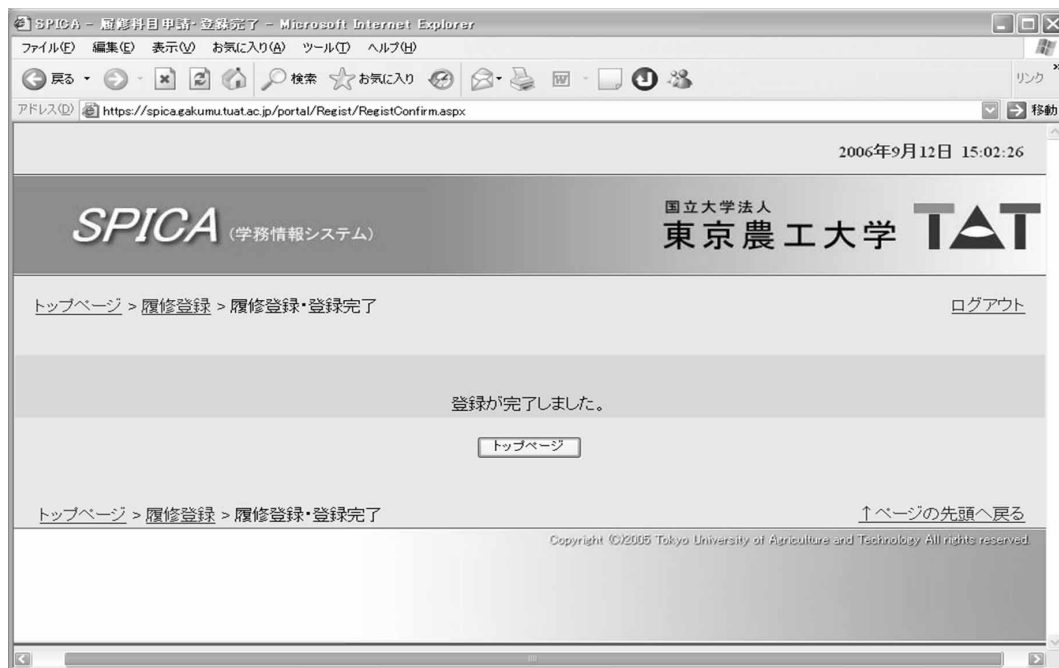 SPICA - 履修科目申請・登録完了 - Microsoft Internet Explorer
ファイル(F) 編集(E) 表示(V) お気に入り(A) ツール(T) ヘルプ(H)
戻る 検索 お気に入り リンク »
アドレス(D) https://spica.gakumu.tuat.ac.jp/portal/Regist/RegistConfirm.aspx 移動
2006年9月12日 15:02:26
SPICA (学務情報システム)
国立大学法人
東京農工大学 TAT
トップページ > 履修登録 > 履修登録・登録完了 ログアウト
登録が完了しました。
トップページ
トップページ > 履修登録 > 履修登録・登録完了 ↑ページの先頭へ戻る
Copyright (C)2005 Tokyo University of Agriculture and Technology All rights reserved.